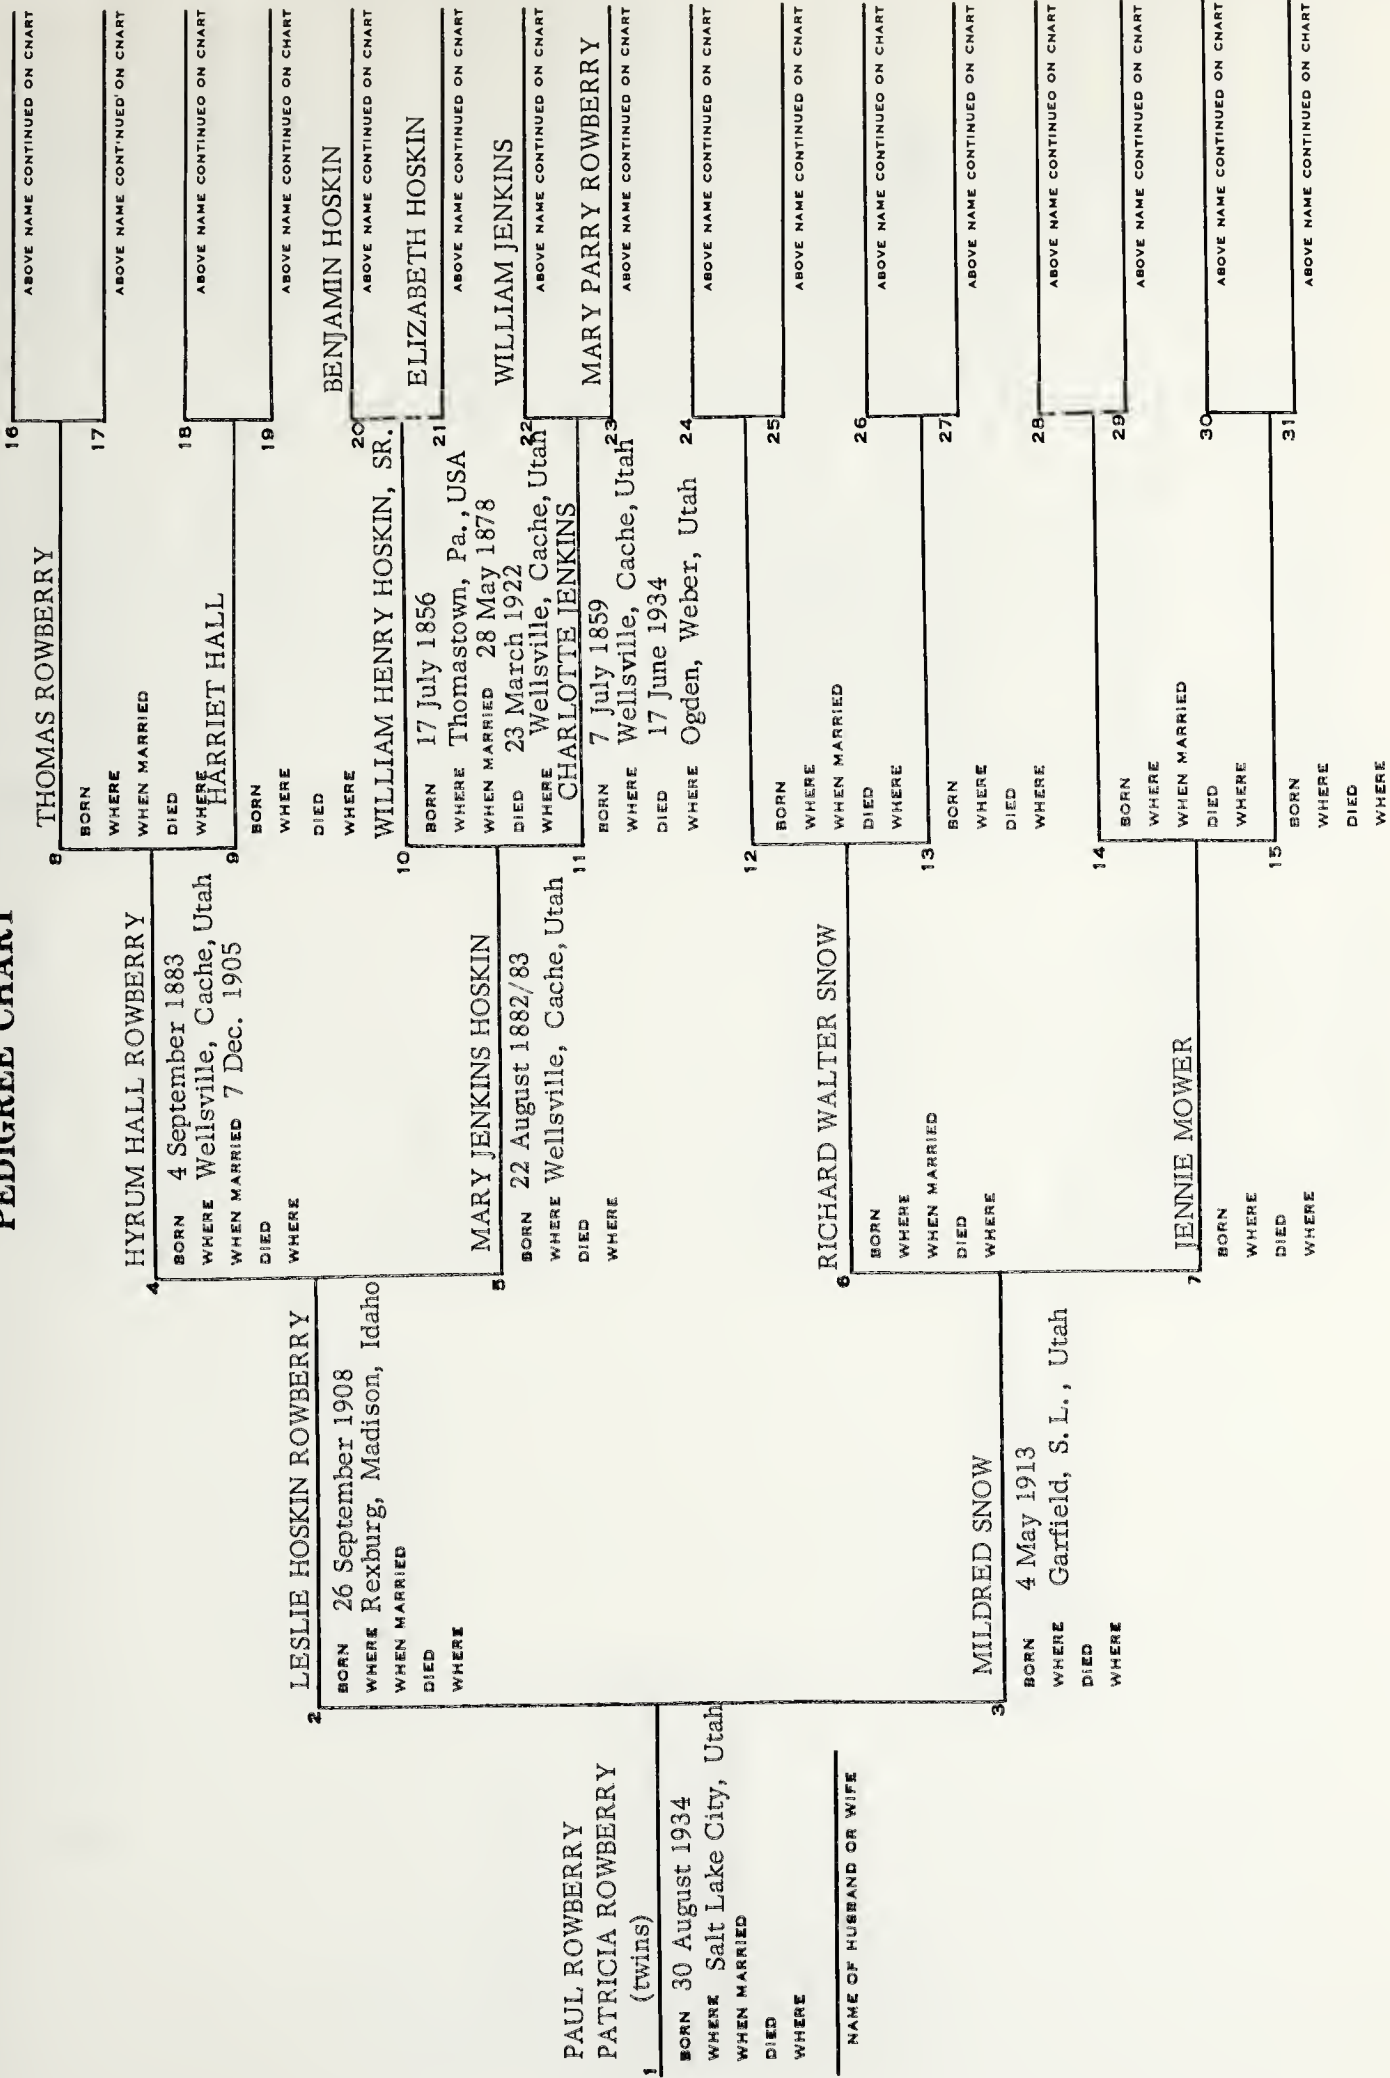 PEDIGREE CHART
PAUL ROWBERRY
PATRICIA ROWBERRY
(twins)
1
BORN 30 August 1934
WHERE Salt Lake City, Utah
WHEN MARRIED
DIED
WHERE
NAME OF HUSBAND OR WIFE
2
LESLIE HOSKIN ROWBERRY
BORN 26 September 1908
WHERE Rexburg, Madison, Idaho
WHEN MARRIED
DIED
WHERE
3
MILDRED SNOW
BORN 4 May 1913
WHERE Garfield, S. L., Utah
DIED
WHERE
4
HYRUM HALL ROWBERRY
BORN 4 September 1883
WHERE Wellsville, Cache, Utah
WHEN MARRIED 7 Dec. 1905
DIED
WHERE
5
MARY JENKINS HOSKIN
BORN 22 August 1882/83
WHERE Wellsville, Cache, Utah
DIED
WHERE
6
RICHARD WALTER SNOW
BORN
WHERE
WHEN MARRIED
DIED
WHERE
7
JENNIE MOWER
BORN
WHERE
DIED
WHERE
8
THOMAS ROWBERRY
BORN
WHERE
WHEN MARRIED
DIED
WHERE
9
HARRIET HALL
BORN
WHERE
DIED
WHERE
10
WILLIAM HENRY HOSKIN, SR.
BORN 17 July 1856
WHERE Thomastown, Pa., USA
WHEN MARRIED 28 May 1878
DIED 23 March 1922
WHERE Wellsville, Cache, Utah
11
CHARLOTTE JENKINS
BORN 7 July 1859
WHERE Wellsville, Cache, Utah
DIED 17 June 1934
WHERE Ogden, Weber, Utah
12
BORN
WHERE
WHEN MARRIED
DIED
WHERE
13
BORN
WHERE
DIED
WHERE
14
BORN
WHERE
WHEN MARRIED
DIED
WHERE
15
BORN
WHERE
DIED
WHERE
16
ABOVE NAME CONTINUED ON CHART
17
ABOVE NAME CONT'NUED' ON CHART
18
ABOVE NAME CONTINUED ON CHART
19
ABOVE NAME CONTINUED ON CHART
20
BENJAMIN HOSKIN
ABOVE NAME CONTINUED ON CHART
21
ELIZABETH HOSKIN
ABOVE NAME CONTINUED ON CHART
22
WILLIAM JENKINS
ABOVE NAME CONTINUED ON CHART
23
MARY PARRY ROWBERRY
ABOVE NAME CONTINUED ON CHART
24
ABOVE NAME CONTINUED ON CHART
25
ABOVE NAME CONTINUED ON CHART
26
ABOVE NAME CONTINUED ON CHART
27
ABOVE NAME CONTINUED ON CHART
28
ABOVE NAME CONTINUED ON CHART
29
ABOVE NAME CONTINUED ON CHART
30
ABOVE NAME CONTINUED ON CHART
31
ABOVE NAME CONTINUED ON CHART